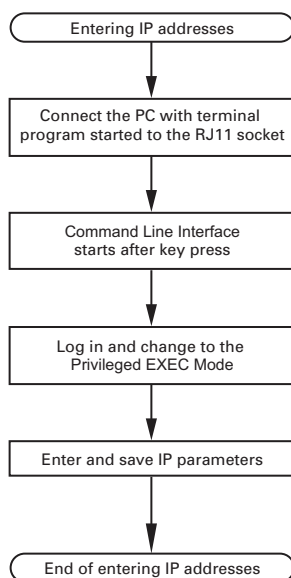 Entering IP addresses
Connect the PC with terminal
program started to the RJ11 socket
Command Line Interface
starts after key press
Log in and change to the
Privileged EXEC Mode
Enter and save IP parameters
End of entering IP addresses